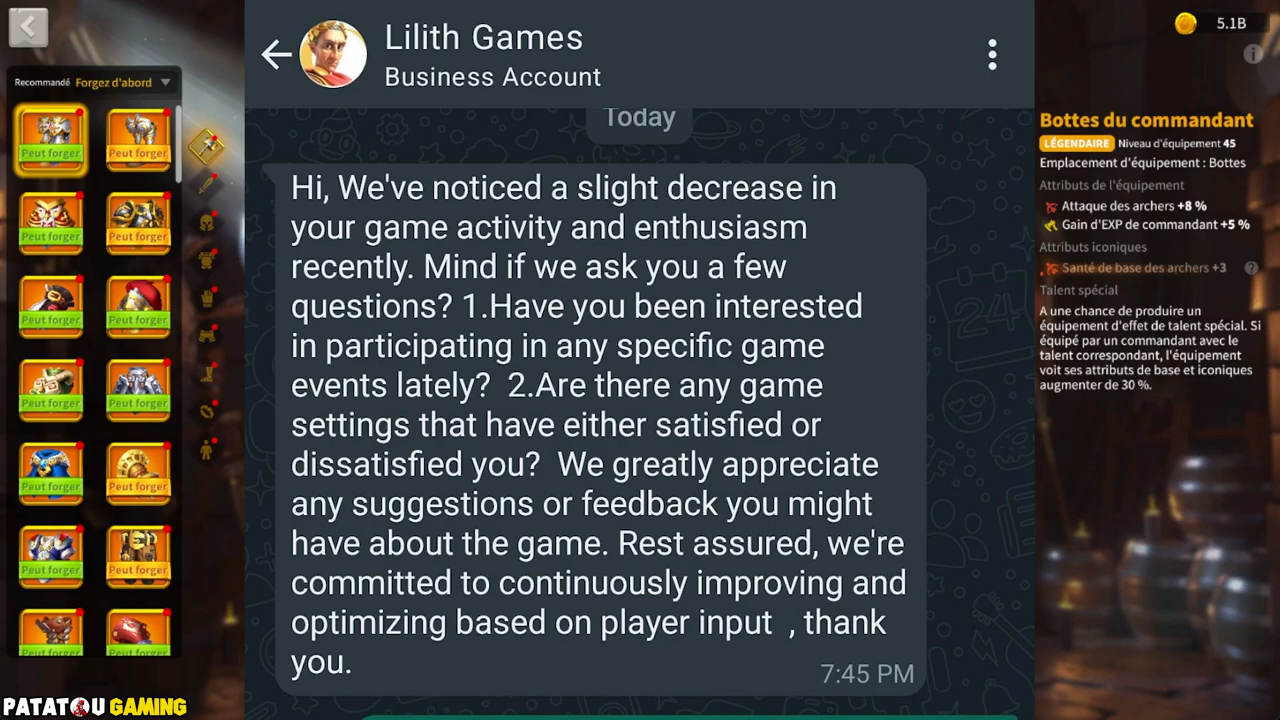 Lilith Games
Business Account
5.1B
Recommandé Forgez d'abord
Peut forger
Peut forger
Peut forger
Peut forger
Peut forger
Peut forger
Peut forger
Peut forger
Peut forger
Peut forger
Peut forger
Peut forger
Peut forger
Peut forger
Today
Hi, We've noticed a slight decrease in
your game activity and enthusiasm
recently. Mind if we ask you a few
questions? 1.Have you been interested
in participating in any specific game
events lately?  2.Are there any game
settings that have either satisfied or
dissatisfied you?  We greatly appreciate
any suggestions or feedback you might
have about the game. Rest assured, we're
committed to continuously improving and
optimizing based on player input  , thank
you.
7:45 PM
Bottes du commandant
LÉGENDAIRE Niveau d'équipement 45
Emplacement d'équipement : Bottes
Attributs de l'équipement
Attaque des archers +8 %
Gain d'EXP de commandant +5 %
Attributs iconiques
Santé de base des archers +3
Talent spécial
A une chance de produire un
équipement d'effet de talent spécial. Si
équipé par un commandant avec le
talent correspondant, l'équipement
voit ses attributs de base et iconiques
augmenter de 30 %.
PATATOU GAMING